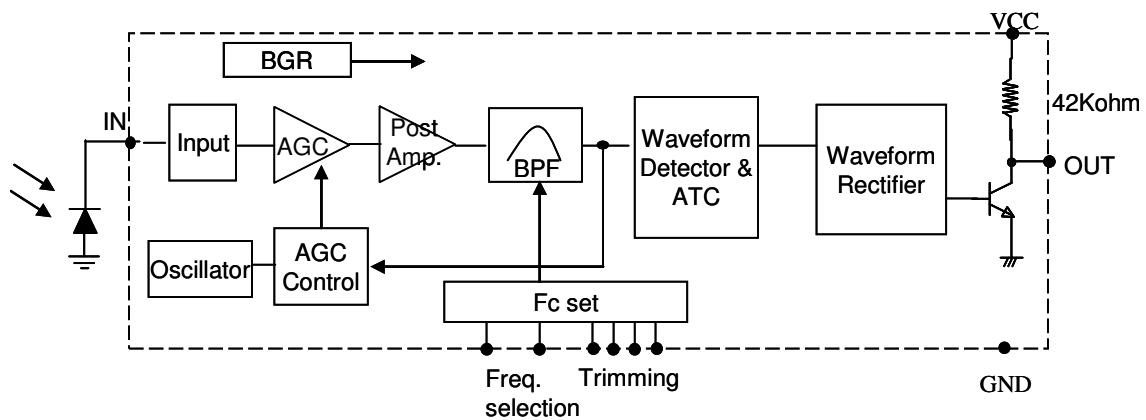 VCC
BGR
42Kohm
IN
Input
AGC
Post
Amp.
BPF
Waveform
Detector &
ATC
Waveform
Rectifier
OUT
Oscillator
AGC
Control
Fc set
Freq.
selection
Trimming
GND